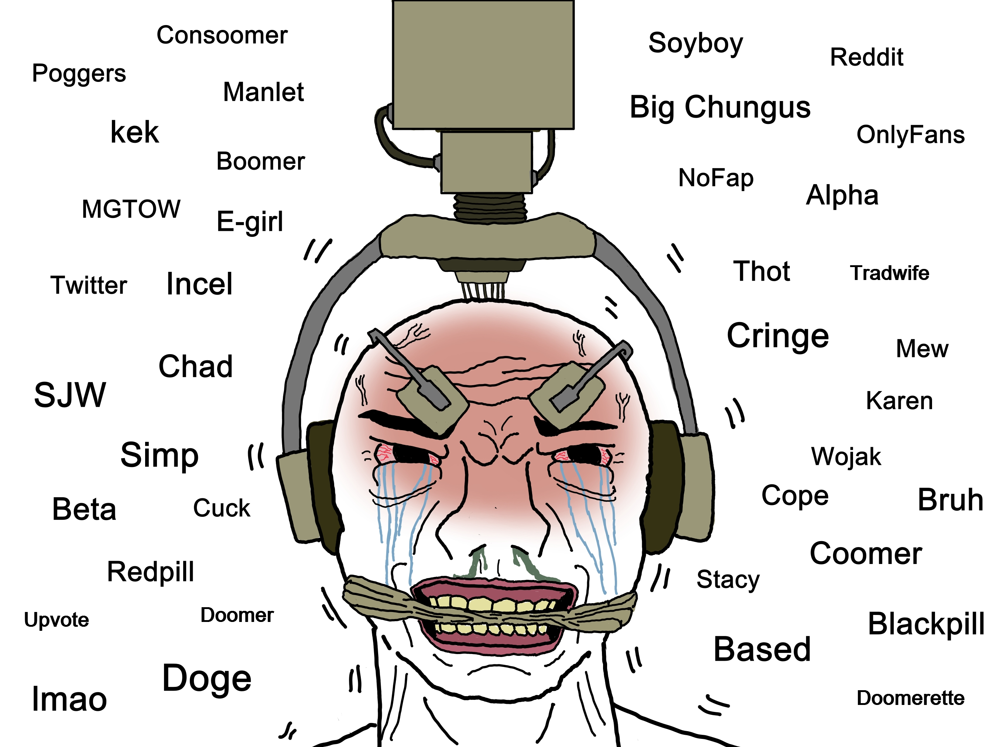 Consoomer
Poggers
Manlet
kek
Boomer
MGTOW
E-girl
Twitter
Incel
Chad
SJW
Simp
Beta
Cuck
Redpill
Upvote
Doomer
Doge
lmao
Soyboy
Reddit
Big Chungus
OnlyFans
NoFap
Alpha
Thot
Tradwife
Cringe
Mew
Karen
Wojak
Cope
Bruh
Coomer
Stacy
Blackpill
Based
Doomerette